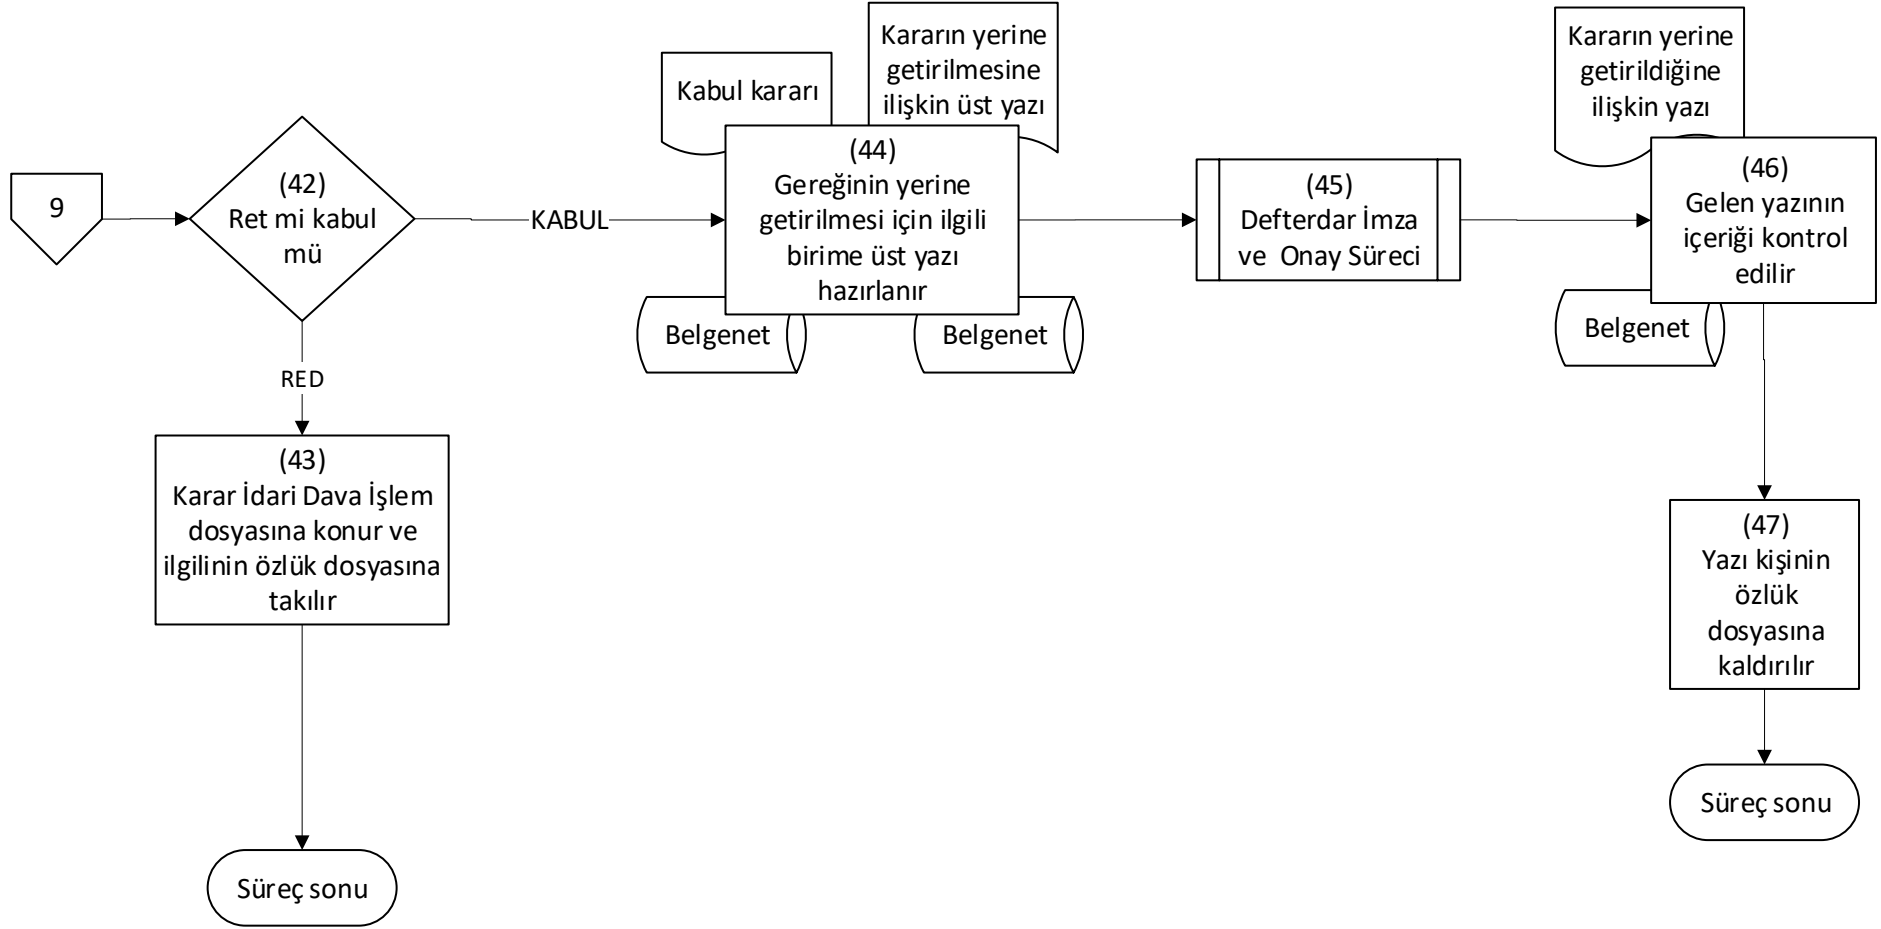 9
(42)
Ret mi kabul
mü
KABUL
RED
(43)
Karar İdari Dava İşlem
dosyasına konur ve
ilgilinin özlük dosyasına
takılır
Süreç sonu
Kabul kararı
Kararın yerine
getirilmesine
ilişkin üst yazı
(44)
Gereğinin yerine
getirilmesi için ilgili
birime üst yazı
hazırlanır
Belgenet
Belgenet
(45)
Defterdar İmza
ve Onay Süreci
Kararın yerine
getirildiğine
ilişkin yazı
(46)
Gelen yazının
içeriği kontrol
edilir
Belgenet
(47)
Yazı kişinin
özlük
dosyasına
kaldırılır
Süreç sonu